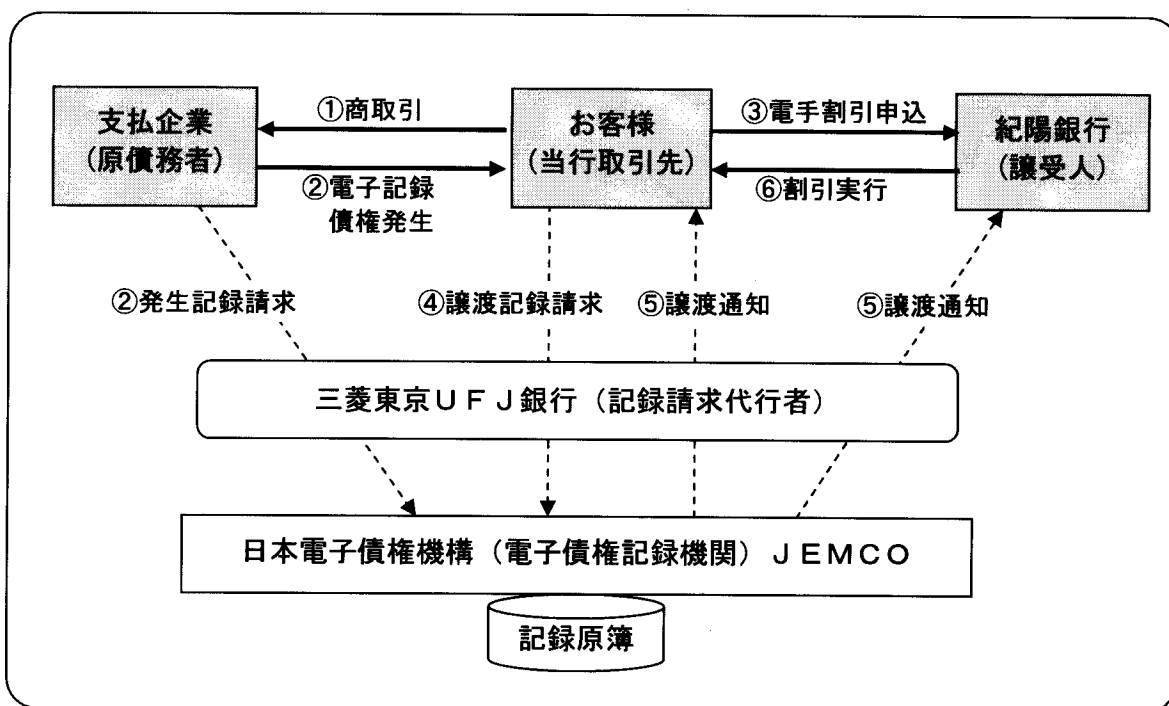 支払企業
(原債務者)
①商取引
お客様
(当行取引先)
③電手割引申込
紀陽銀行
(譲受人)
②電子記録
債権発生
⑥割引実行
②発生記録請求
④譲渡記録請求
⑤譲渡通知
⑤譲渡通知
三菱東京ＵＦＪ銀行（記録請求代行者）
日本電子債権機構（電子債権記録機関）ＪＥＭＣＯ
記録原簿